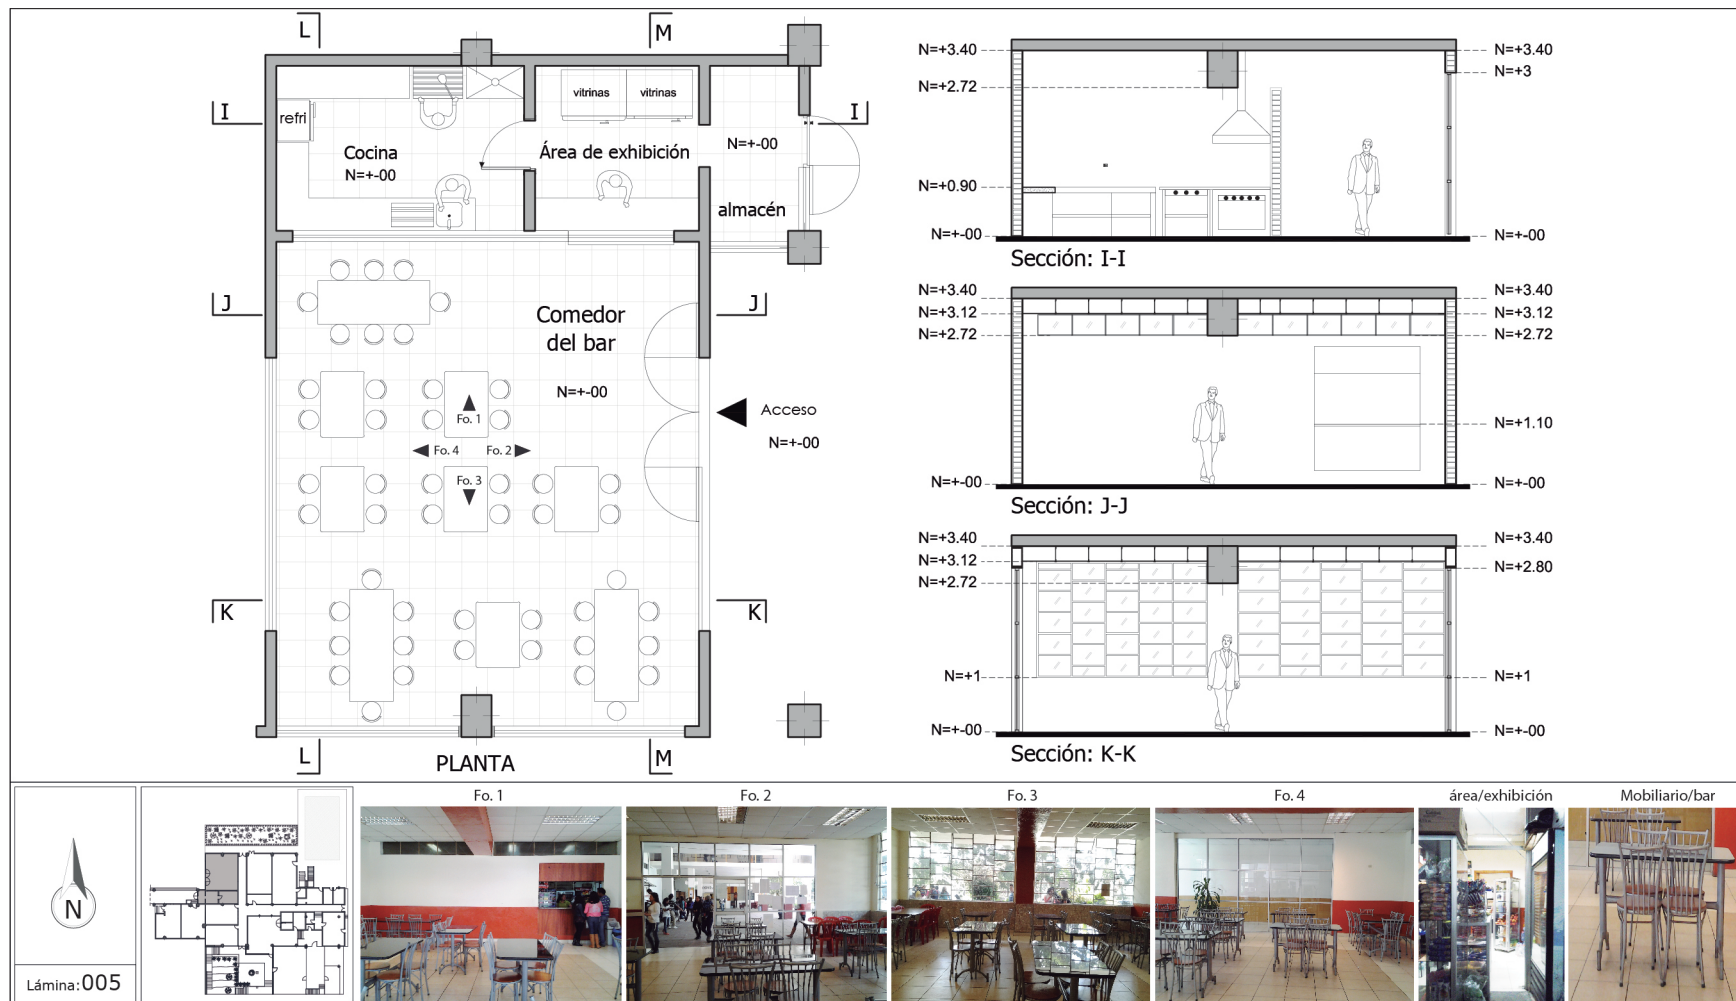 L
M
I
I
refri
vitrinas
vitrinas
Cocina
N=+-00
Área de exhibición
N=+-00
almacén
J
J
Comedor
del bar
N=+-00
Fo. 1
Fo. 4
Fo. 2
Fo. 3
Acceso
N=+-00
K
K
L
M
PLANTA
N=+3.40
N=+2.72
N=+0.90
N=+-00
N=+3.40
N=+3
N=+-00
Sección: I-I
N=+3.40
N=+3.12
N=+2.72
N=+-00
N=+3.40
N=+3.12
N=+2.72
N=+1.10
N=+-00
Sección: J-J
N=+3.40
N=+3.12
N=+2.72
N=+1
N=+-00
N=+3.40
N=+2.80
N=+1
N=+-00
Sección: K-K
N
Lámina: 005
Fo. 1
Fo. 2
Fo. 3
Fo. 4
área/exhibición
Mobiliario/bar